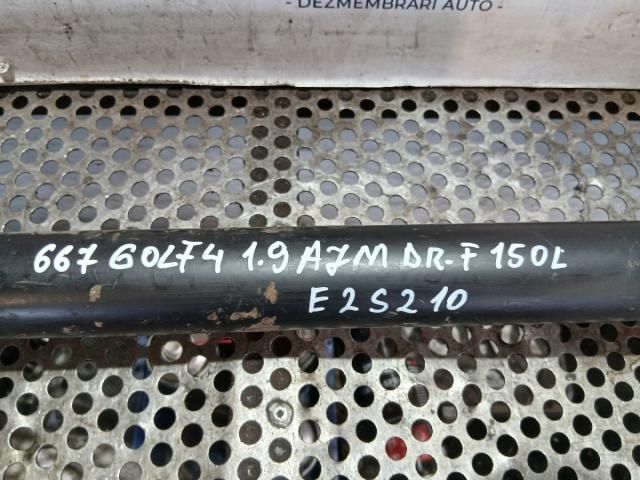 - DEZMEMBRARI AUTO -
667 GOLF4 1.9 AJM DR-F 150L
E2S210